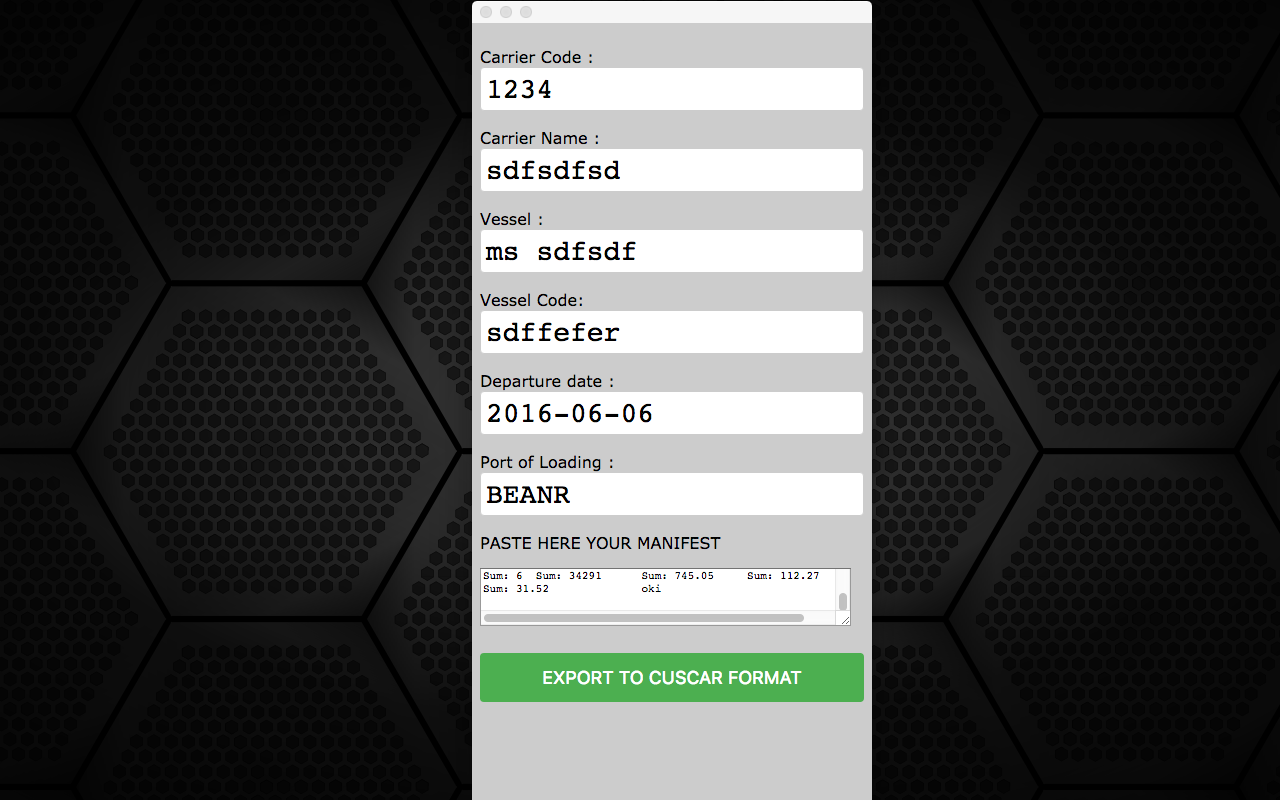 Carrier Code :
1234
Carrier Name :
sdfsdfsd
Vessel :
ms sdfsdf
Vessel Code:
sdffefer
Departure date :
2016-06-06
Port of Loading :
BEANR
PASTE HERE YOUR MANIFEST
Sum: 6 Sum: 34291 Sum: 745.05 Sum: 112.27
Sum: 31.52 oki
EXPORT TO CUSCAR FORMAT